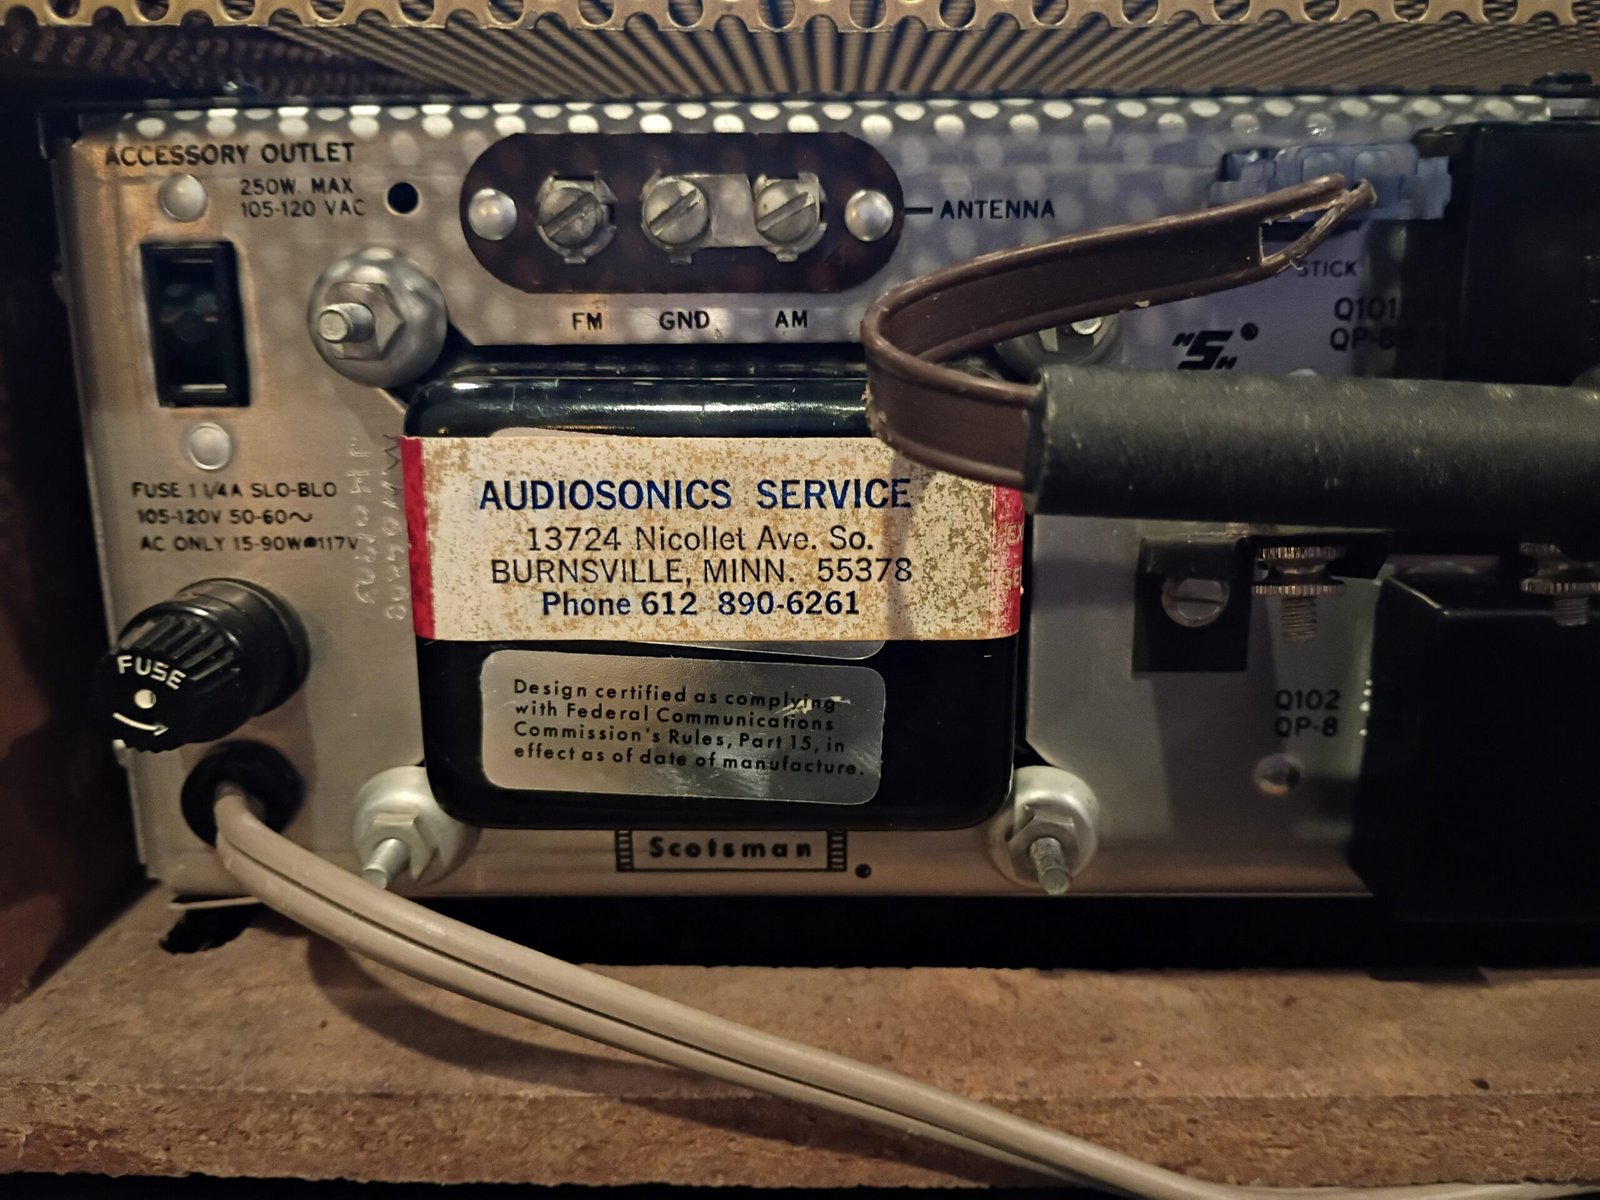 ACCESSORY OUTLET
250W. MAX
105-120 VAC
ANTENNA
FM GND AM
STICK
Q101
QP-8
HSH®
FUSE 1 1/4A SLO-BLO
105-120V 50-60~
AC ONLY 15-90W@117V
FUSE
AUDIOSONICS SERVICE
13724 Nicollet Ave. So.
BURNSVILLE, MINN. 55378
Phone 612 890-6261
Design certified as complying
with Federal Communications
Commission's Rules, Part 15, in
effect as of date of manufacture.
Scotsman
Q102
QP-8